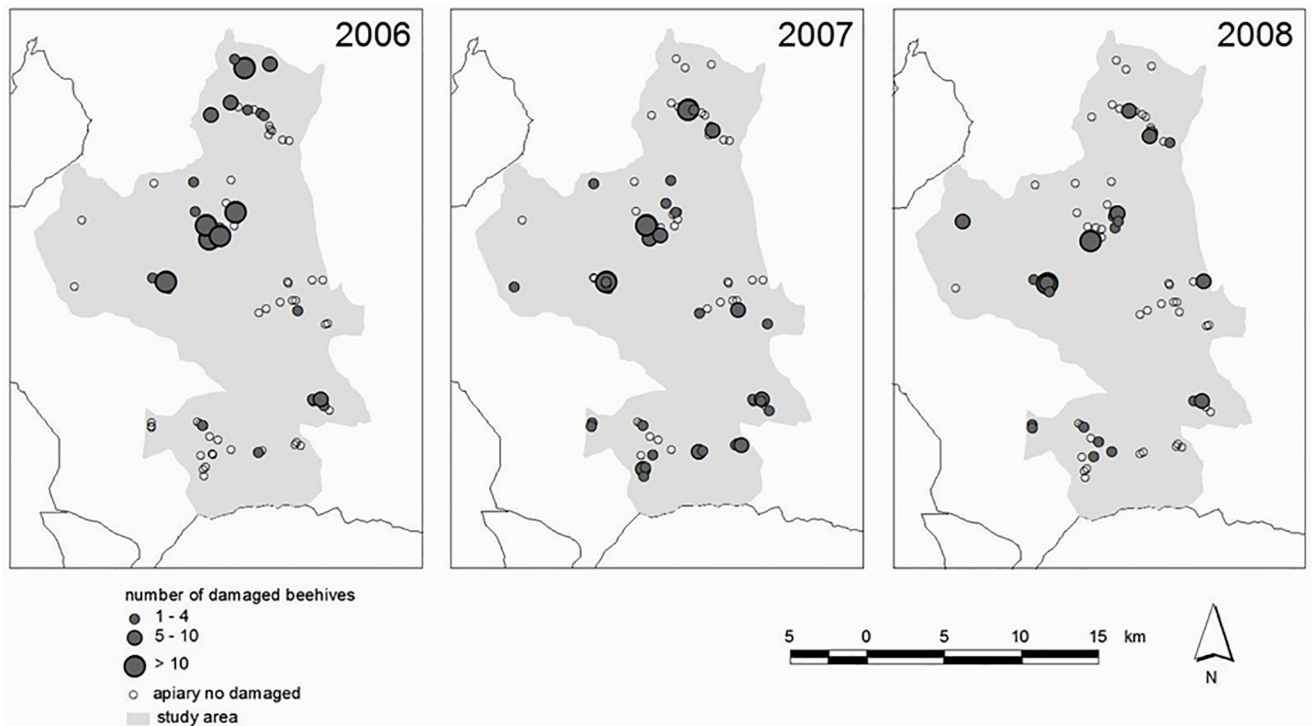 2006
2007
2008
number of damaged beehives
1 - 4
5 - 10
> 10
apiary no damaged
study area
5 0 5 10 15 km
N